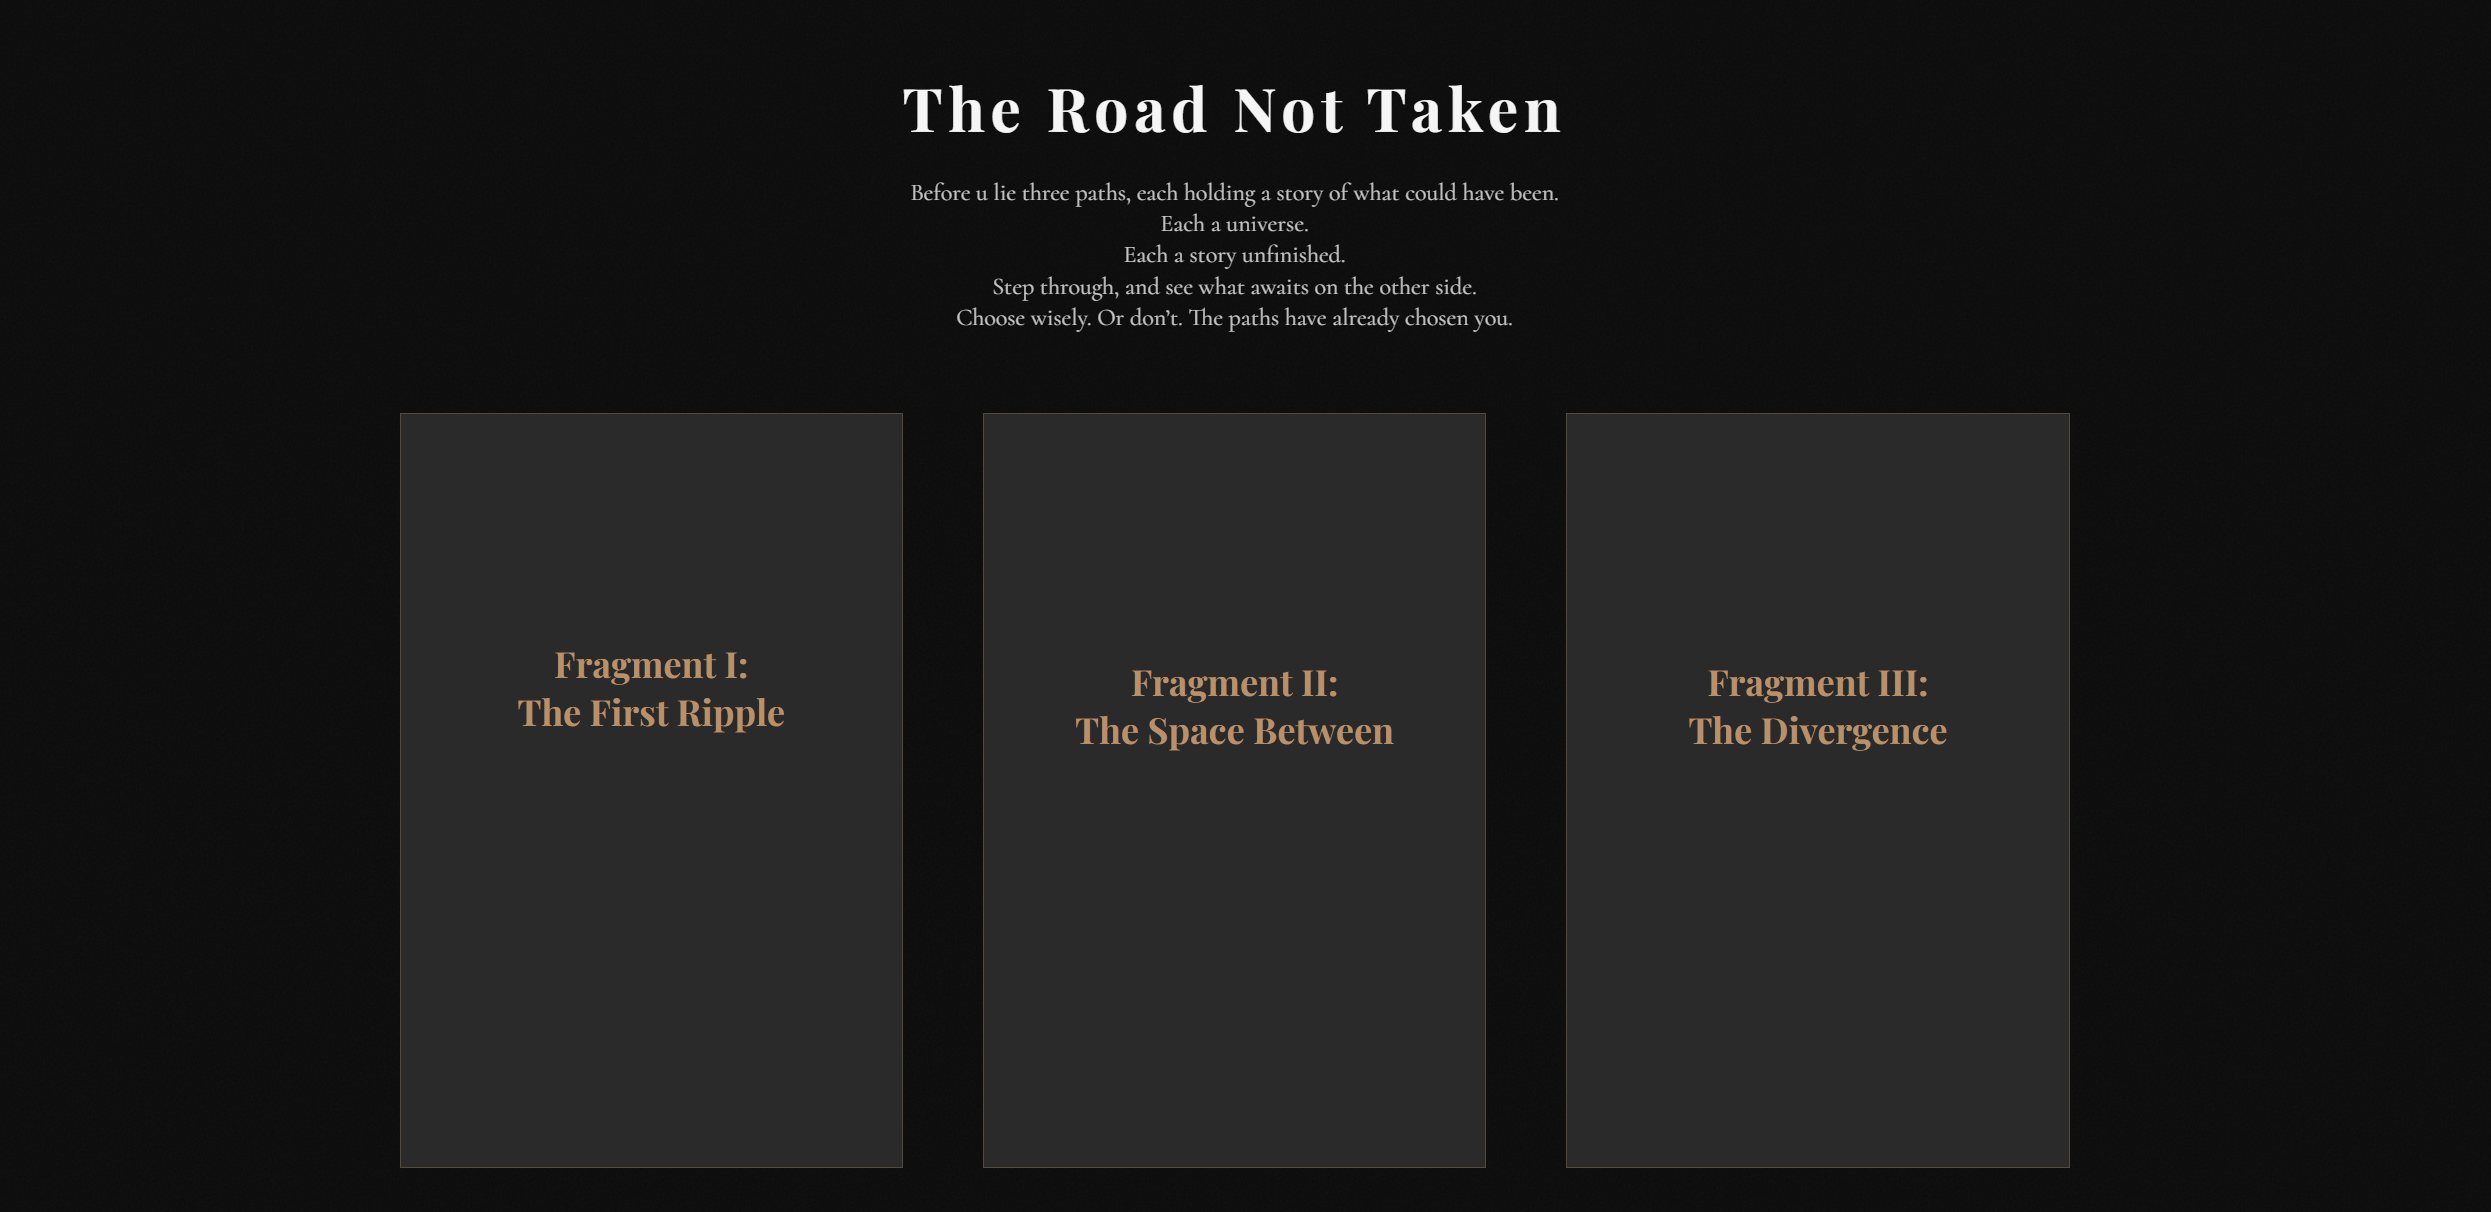 The Road Not Taken
Before u lie three paths, each holding a story of what could have been.
Each a universe.
Each a story unfinished.
Step through, and see what awaits on the other side.
Choose wisely. Or don’t. The paths have already chosen you.
Fragment I:
The First Ripple
Fragment II:
The Space Between
Fragment III:
The Divergence